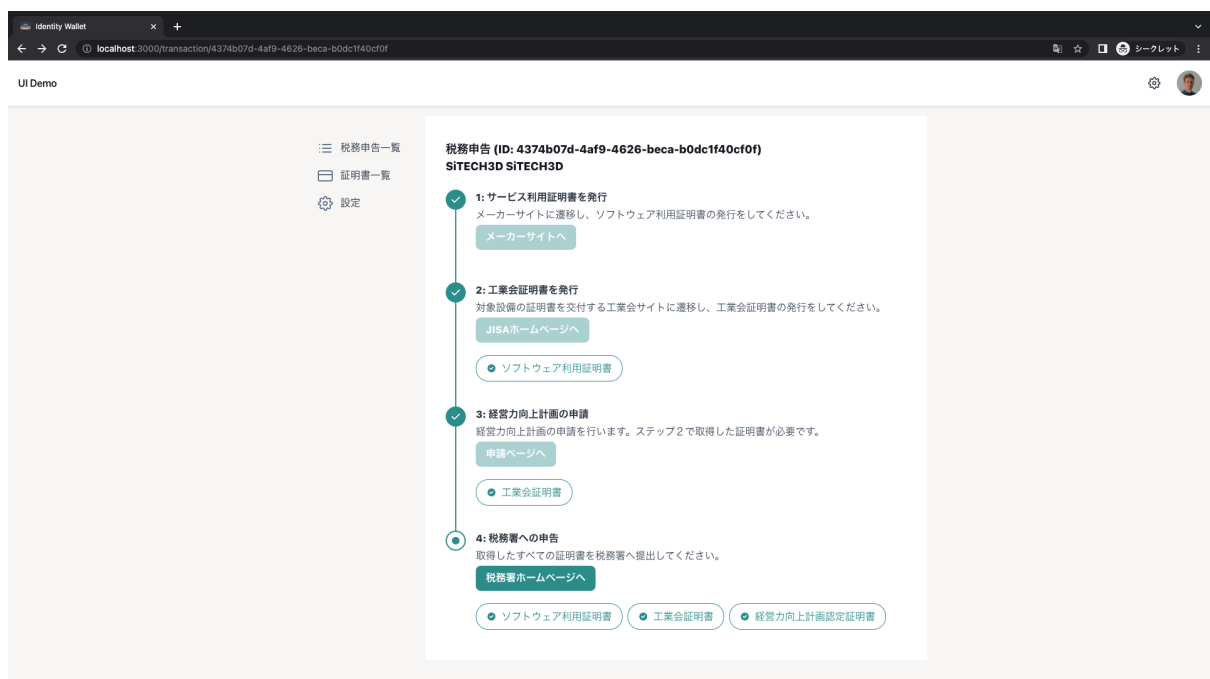 Identity Wallet
localhost:3000/transaction/4374b07d-4af9-4626-beca-b0dc1f40cf0f
シークレット
UI Demo
税務申告一覧
証明書一覧
設定
税務申告 (ID: 4374b07d-4af9-4626-beca-b0dc1f40cf0f)
SiTECH3D SiTECH3D
1: サービス利用証明書を発行
メーカーサイトに遷移し、ソフトウェア利用証明書の発行をしてください。
メーカーサイトへ
2: 工業会証明書を発行
対象設備の証明書を交付する工業会サイトに遷移し、工業会証明書の発行をしてください。
JISAホームページへ
ソフトウェア利用証明書
3: 経営力向上計画の申請
経営力向上計画の申請を行います。ステップ２で取得した証明書が必要です。
申請ページへ
工業会証明書
4: 税務署への申告
取得したすべての証明書を税務署へ提出してください。
税務署ホームページへ
ソフトウェア利用証明書 工業会証明書 経営力向上計画認定証明書